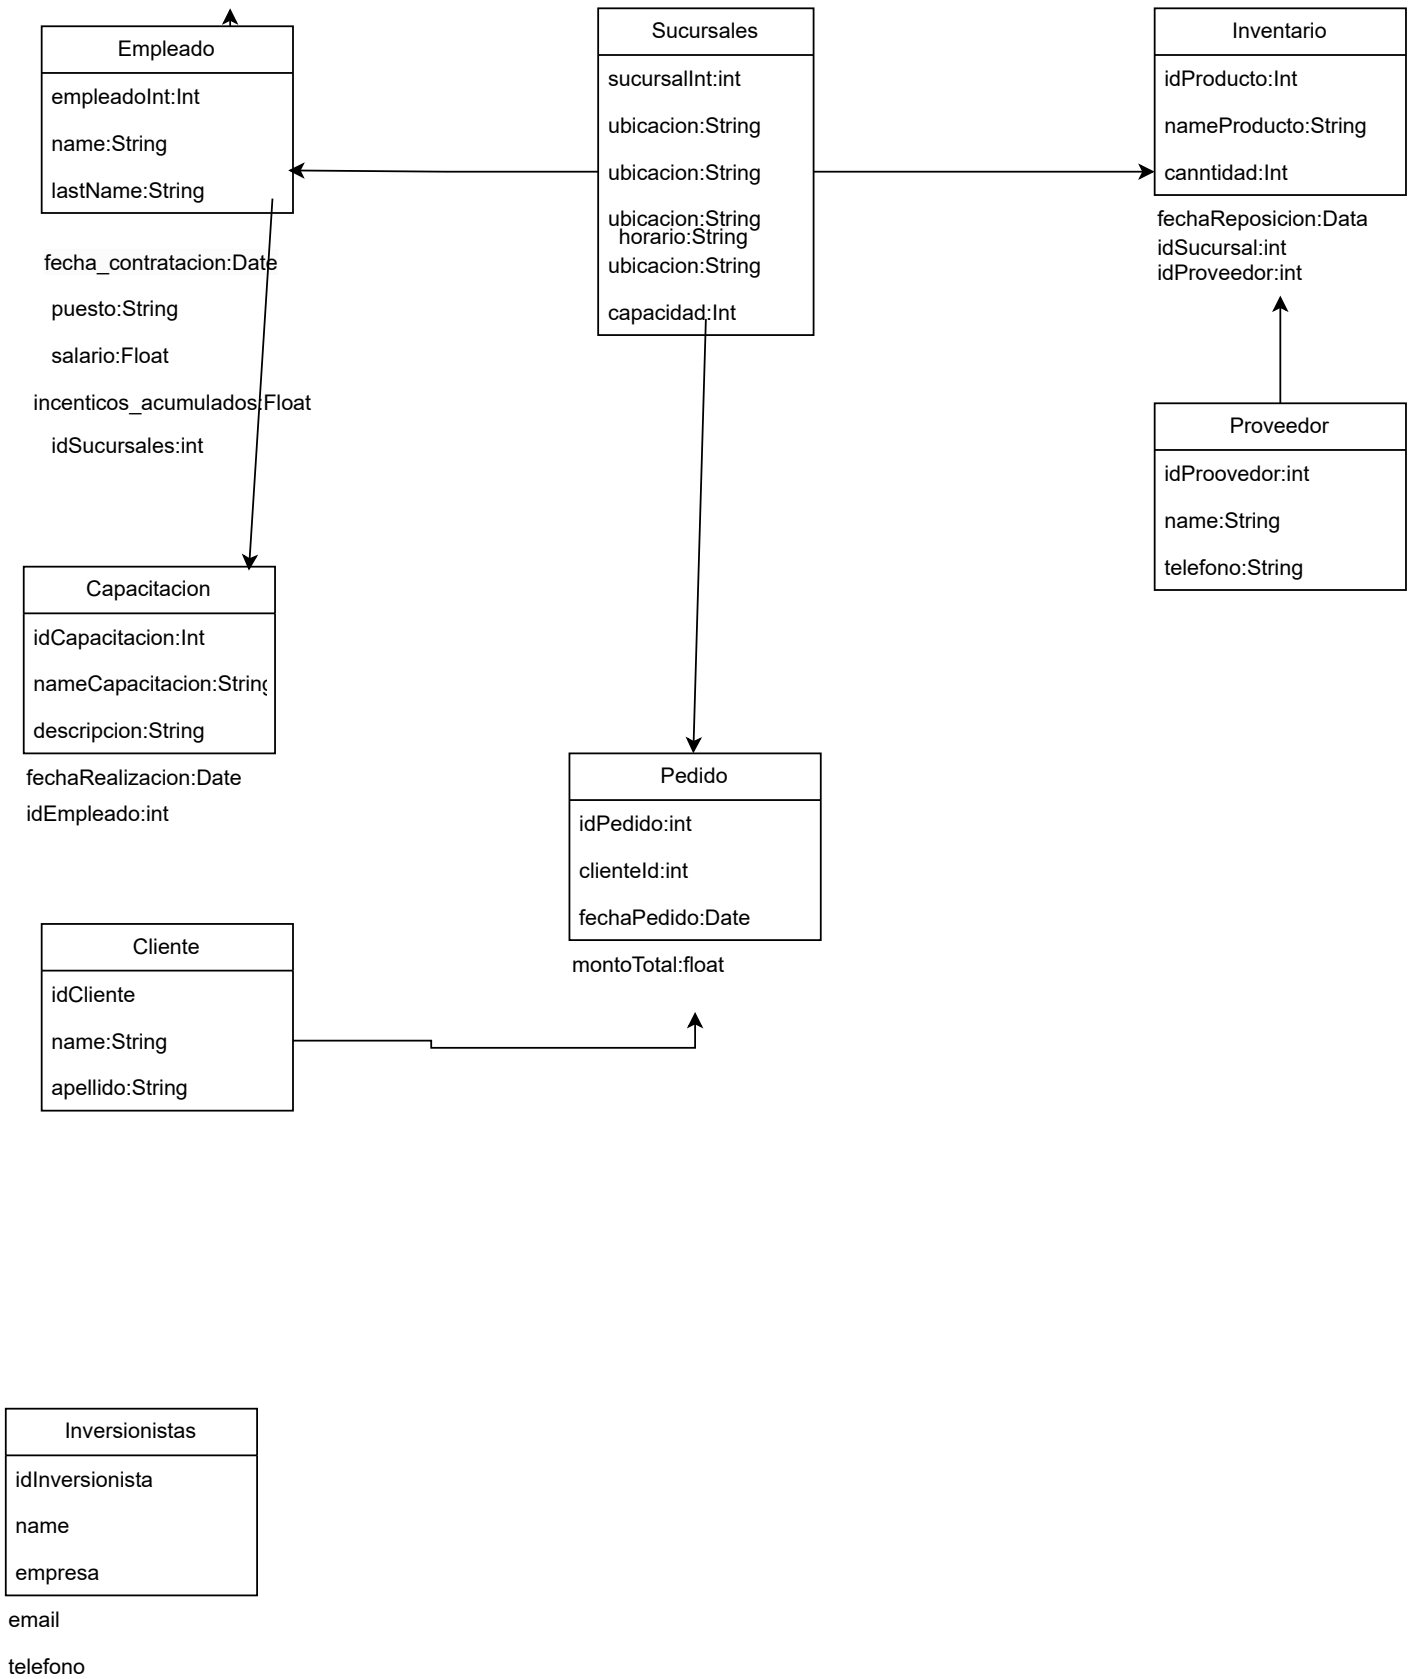 Empleado
empleadoInt:Int
name:String
lastName:String
fecha_contratacion:Date
puesto:String
salario:Float
incenticos_acumulados:Float
idSucursales:int
Sucursales
sucursalInt:int
ubicacion:String
ubicacion:String
ubicacion:String
horario:String
ubicacion:String
capacidad:Int
Inventario
idProducto:Int
nameProducto:String
canntidad:Int
fechaReposicion:Data
idSucursal:int
idProveedor:int
Proveedor
idProovedor:int
name:String
telefono:String
Capacitacion
idCapacitacion:Int
nameCapacitacion:String
descripcion:String
fechaRealizacion:Date
idEmpleado:int
Pedido
idPedido:int
clienteId:int
fechaPedido:Date
montoTotal:float
Cliente
idCliente
name:String
apellido:String
Inversionistas
idInversionista
name
empresa
email
telefono